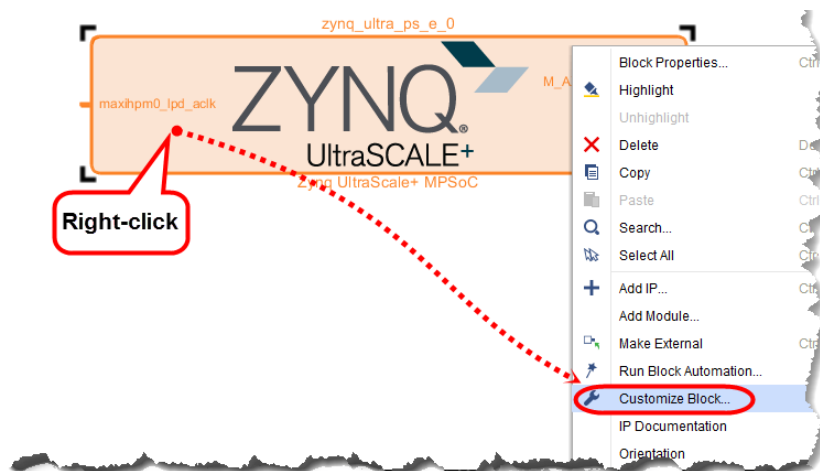 zynq_ultra_ps_e_0
maxihpm0_lpd_aclk
M_A
ZYNQ®
UltraSCALE+
Zynq UltraScale+ MPSoC
Right-click
Block Properties...
Highlight
Unhighlight
Delete
Copy
Paste
Search...
Select All
Add IP...
Add Module...
Make External
Run Block Automation...
Customize Block...
IP Documentation
Orientation